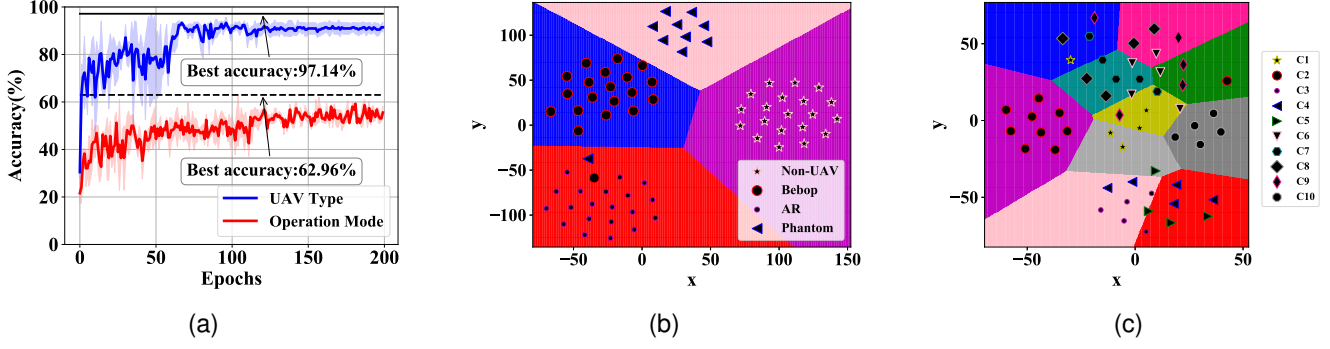 100
80
60
40
20
0
Accuracy(%)
Best accuracy:97.14%
Best accuracy:62.96%
UAV Type
Operation Mode
0 50 100 150 200
Epochs
(a)
100
50
0
−50
−100
y
Non-UAV
Bebop
AR
Phantom
−50 0 50 100 150
x
(b)
50
0
−50
y
−50 0 50
x
C1
C2
C3
C4
C5
C6
C7
C8
C9
C10
(c)